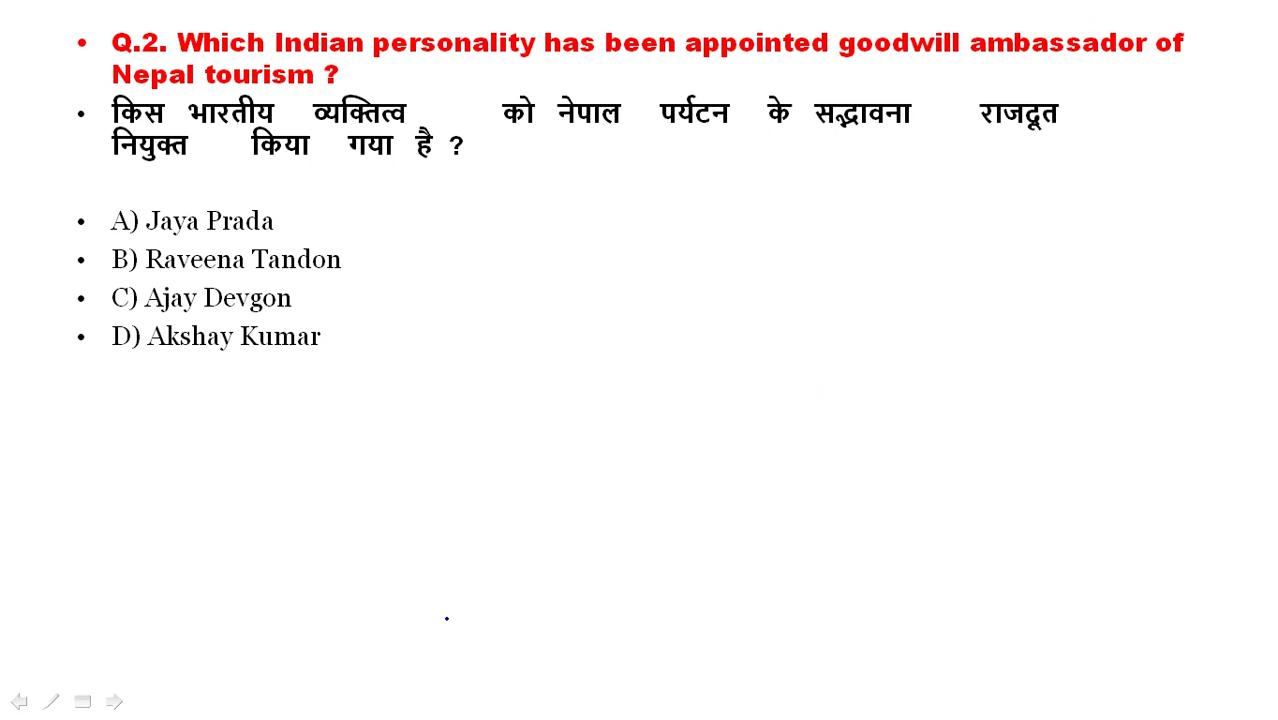 • Q.2. Which Indian personality has been appointed goodwill ambassador of
Nepal tourism ?
• किस भारतीय व्यक्तित्व को नेपाल पर्यटन के सद्भावना राजदूत
नियुक्त किया गया है ?
• A) Jaya Prada
• B) Raveena Tandon
• C) Ajay Devgon
• D) Akshay Kumar